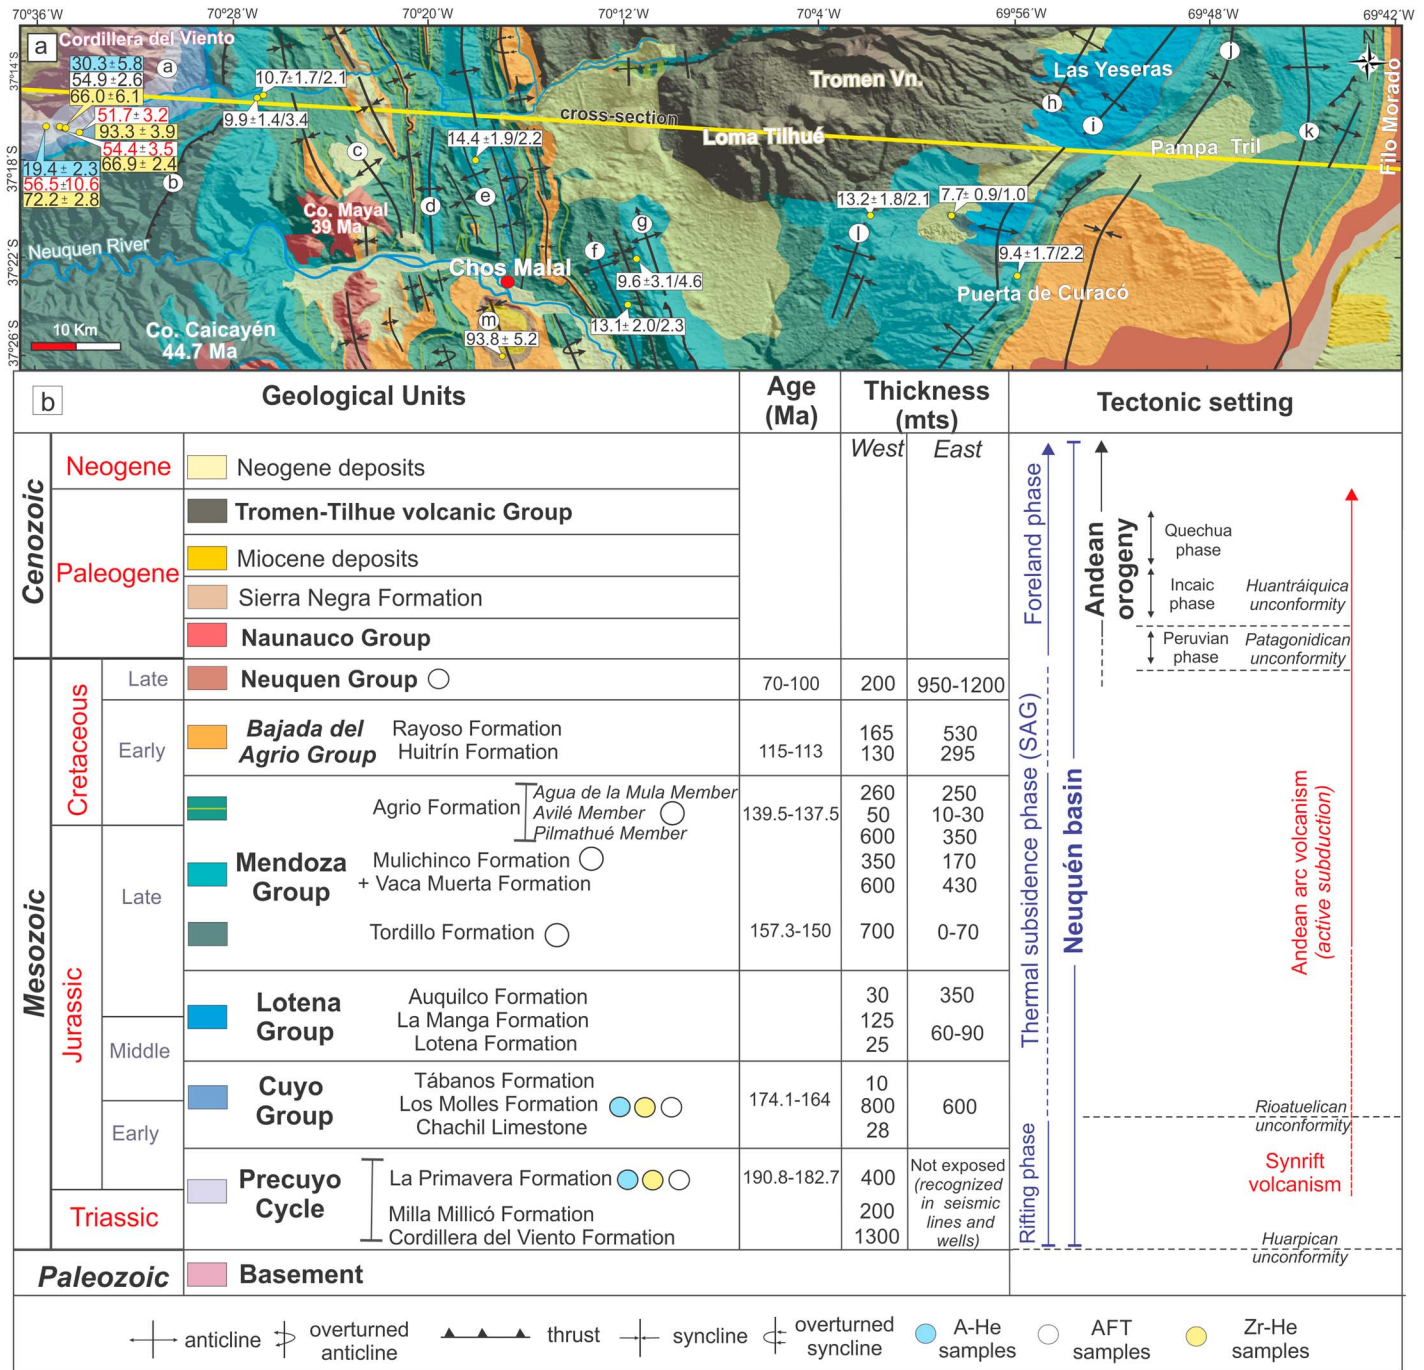 70°36'W 70°28'W 70°20'W 70°12'W 70°4'W 69°56'W 69°48'W 69°42'W
a
Cordillera del Viento
N
37°14'S
37°18'S
37°22'S
37°26'S
30.3±5.8
54.9±2.6
66.0±6.1
51.7±3.2
93.3±3.9
54.4±3.5
66.9±2.4
19.4±2.3
56.5±10.6
72.2±2.8
a
b
10.7±1.7/2.1
9.9±1.4/3.4
c
Co. Mayal
39 Ma
d
14.4±1.9/2.2
e
cross-section
Tromen Vn.
Loma Tilhué
Las Yeseras
h
i
j
k
Pampa Tril
Filo Morado
Neuquen River
Chos Malal
f
g
9.6±3.1/4.6
13.1±2.0/2.3
13.2±1.8/2.1
7.7±0.9/1.0
l
9.4±1.7/2.2
Puerta de Curacó
m
93.8±5.2
Co. Caicayén
44.7 Ma
10 Km
b
Geological Units
Age
(Ma)
Thickness
(mts)
West East
Tectonic setting
Cenozoic
Neogene
Neogene deposits
Paleogene
Tromen-Tilhue volcanic Group
Miocene deposits
Sierra Negra Formation
Naunauco Group
Mesozoic
Cretaceous
Late
Neuquen Group
70-100 200 950-1200
Early
Bajada del
Agrio Group
Rayoso Formation
165 530
Huitrín Formation
115-113 130 295
Agrio Formation
Agua de la Mula Member
260 250
Avilé Member
139.5-137.5 50 10-30
Pilmathué Member
600 350
Jurassic
Late
Mendoza
Group
Mulichinco Formation
350 170
+ Vaca Muerta Formation
600 430
Tordillo Formation
157.3-150 700 0-70
Lotena
Group
Auquilco Formation
30 350
La Manga Formation
125
60-90
Lotena Formation
25
Middle
Cuyo
Group
Tábanos Formation
10
Los Molles Formation
174.1-164 800 600
Chachil Limestone
28
Early
Precuyo
Cycle
La Primavera Formation
190.8-182.7 400
Not exposed
(recognized
in seismic
lines and
wells)
Triassic
Milla Millicó Formation
200
Cordillera del Viento Formation
1300
Paleozoic
Basement
Foreland phase
Thermal subsidence phase (SAG)
Rifting phase
Neuquén basin
Andean
orogeny
Quechua
phase
Incaic
phase
Huantráiquica
unconformity
Peruvian
phase
Patagonidican
unconformity
Andean arc volcanism
(active subduction)
Rioatuelican
unconformity
Synrift
volcanism
Huarpican
unconformity
anticline
overturned
anticline
thrust
syncline
overturned
syncline
A-He
samples
AFT
samples
Zr-He
samples